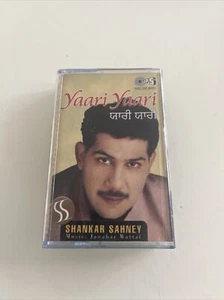 Yaari Yaari
ਯਾਰੀ ਯਾਰੀ
SHANKAR SAHNEY
Music: Jawahar Wattal